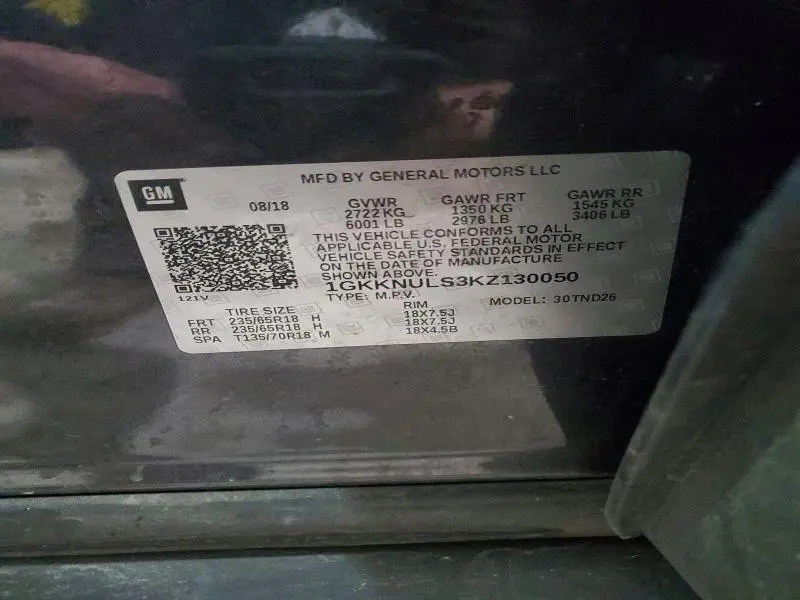 GM
MFD BY GENERAL MOTORS LLC
08/18 GVWR GAWR FRT GAWR RR
2722 KG 1350 KG 1545 KG
6001 LB 2976 LB 3406 LB
THIS VEHICLE CONFORMS TO ALL
APPLICABLE U.S. FEDERAL MOTOR
VEHICLE SAFETY STANDARDS IN EFFECT
ON THE DATE OF MANUFACTURE
SHOWN ABOVE.
1GKKNULS3KZ130050
121V
TYPE: M.P.V. MODEL: 30TND26
TIRE SIZE RIM
FRT 235/65R18 H 18X7.5J
RR 235/65R18 H 18X7.5J
SPA T135/70R18 M 18X4.5B